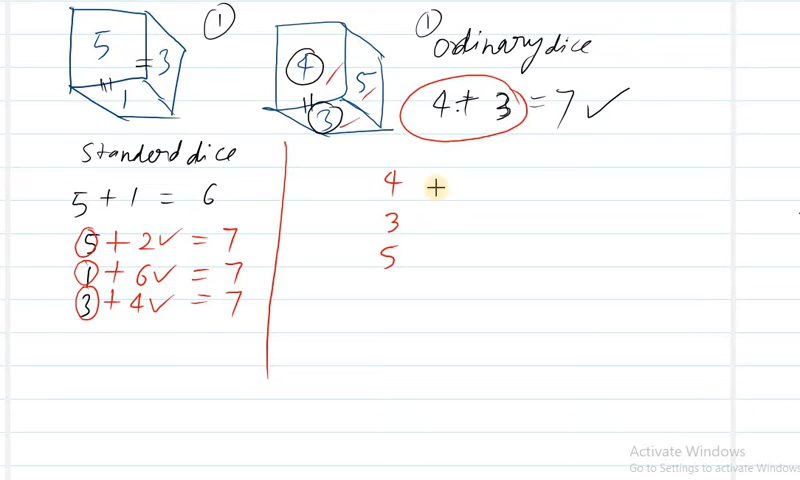 ①
5
= 3
1
4
5
3
①
ordinary dice
4 + 3 = 7 ✓
Standerd dice
5 + 1 = 6
5 + 2 ✓ = 7
1 + 6 ✓ = 7
3 + 4 ✓ = 7
4 +
3
5
Activate Windows
Go to Settings to activate Windows